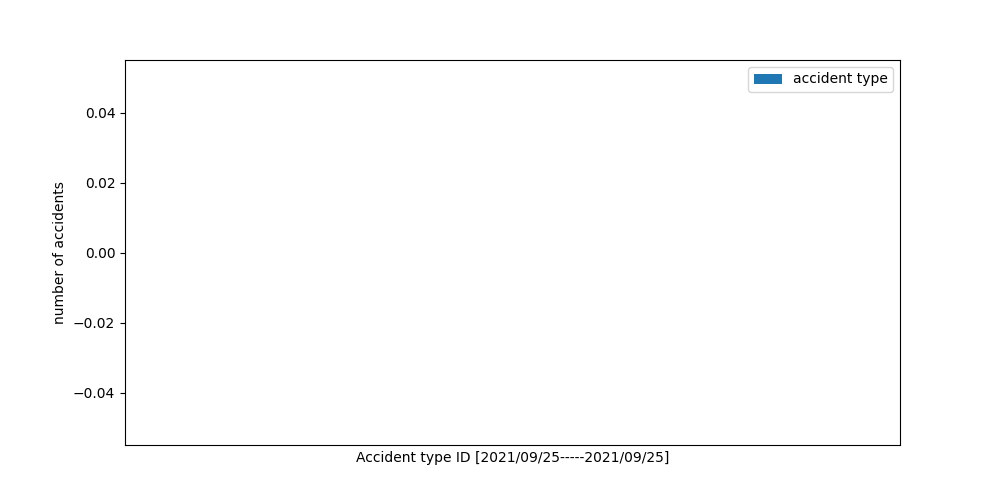 accident type
0.04
0.02
0.00
−0.02
−0.04
number of accidents
Accident type ID [2021/09/25-----2021/09/25]